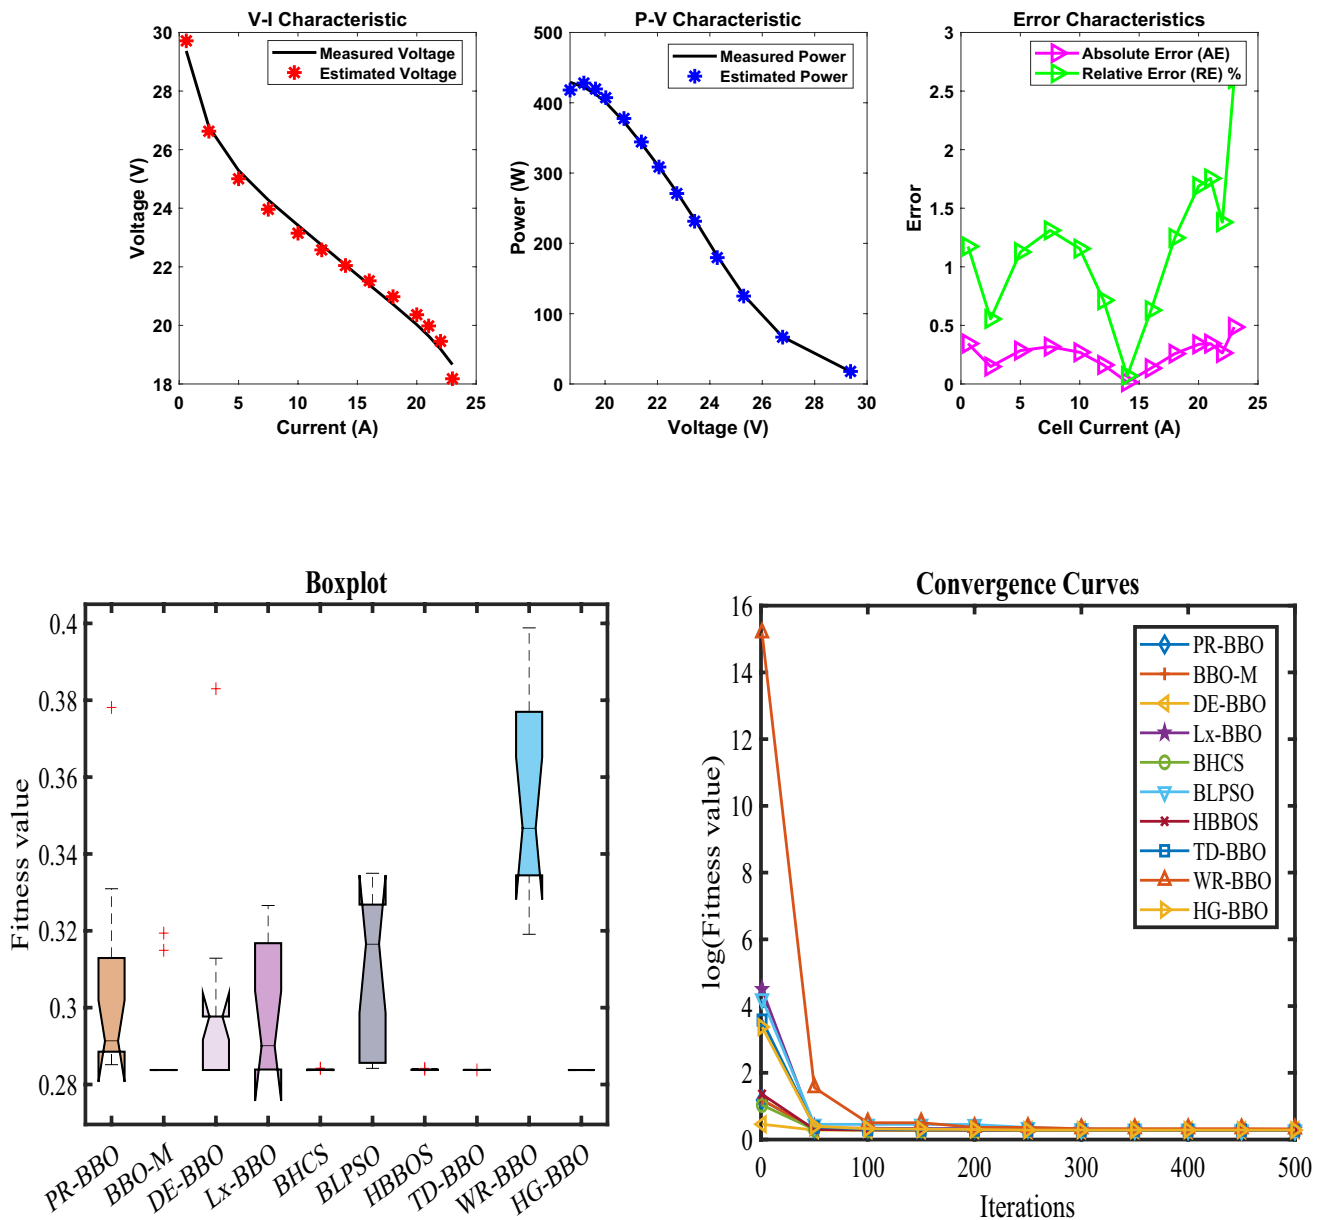 V-I Characteristic
30
28
26
24
22
20
18
0
5
10
15
20
25
Voltage (V)
Current (A)
Measured Voltage
Estimated Voltage
P-V Characteristic
500
400
300
200
100
0
20
22
24
26
28
30
Power (W)
Voltage (V)
Measured Power
Estimated Power
Error Characteristics
3
2.5
2
1.5
1
0.5
0
0
5
10
15
20
25
Error
Cell Current (A)
Absolute Error (AE)
Relative Error (RE) %
Boxplot
0.4
0.38
0.36
0.34
0.32
0.3
0.28
Fitness value
PR-BBO
BBO-M
DE-BBO
Lx-BBO
BHCS
BLPSO
HBBOS
TD-BBO
WR-BBO
HG-BBO
Convergence Curves
16
14
12
10
8
6
4
2
0
0
100
200
300
400
500
log(Fitness value)
Iterations
PR-BBO
BBO-M
DE-BBO
Lx-BBO
BHCS
BLPSO
HBBOS
TD-BBO
WR-BBO
HG-BBO